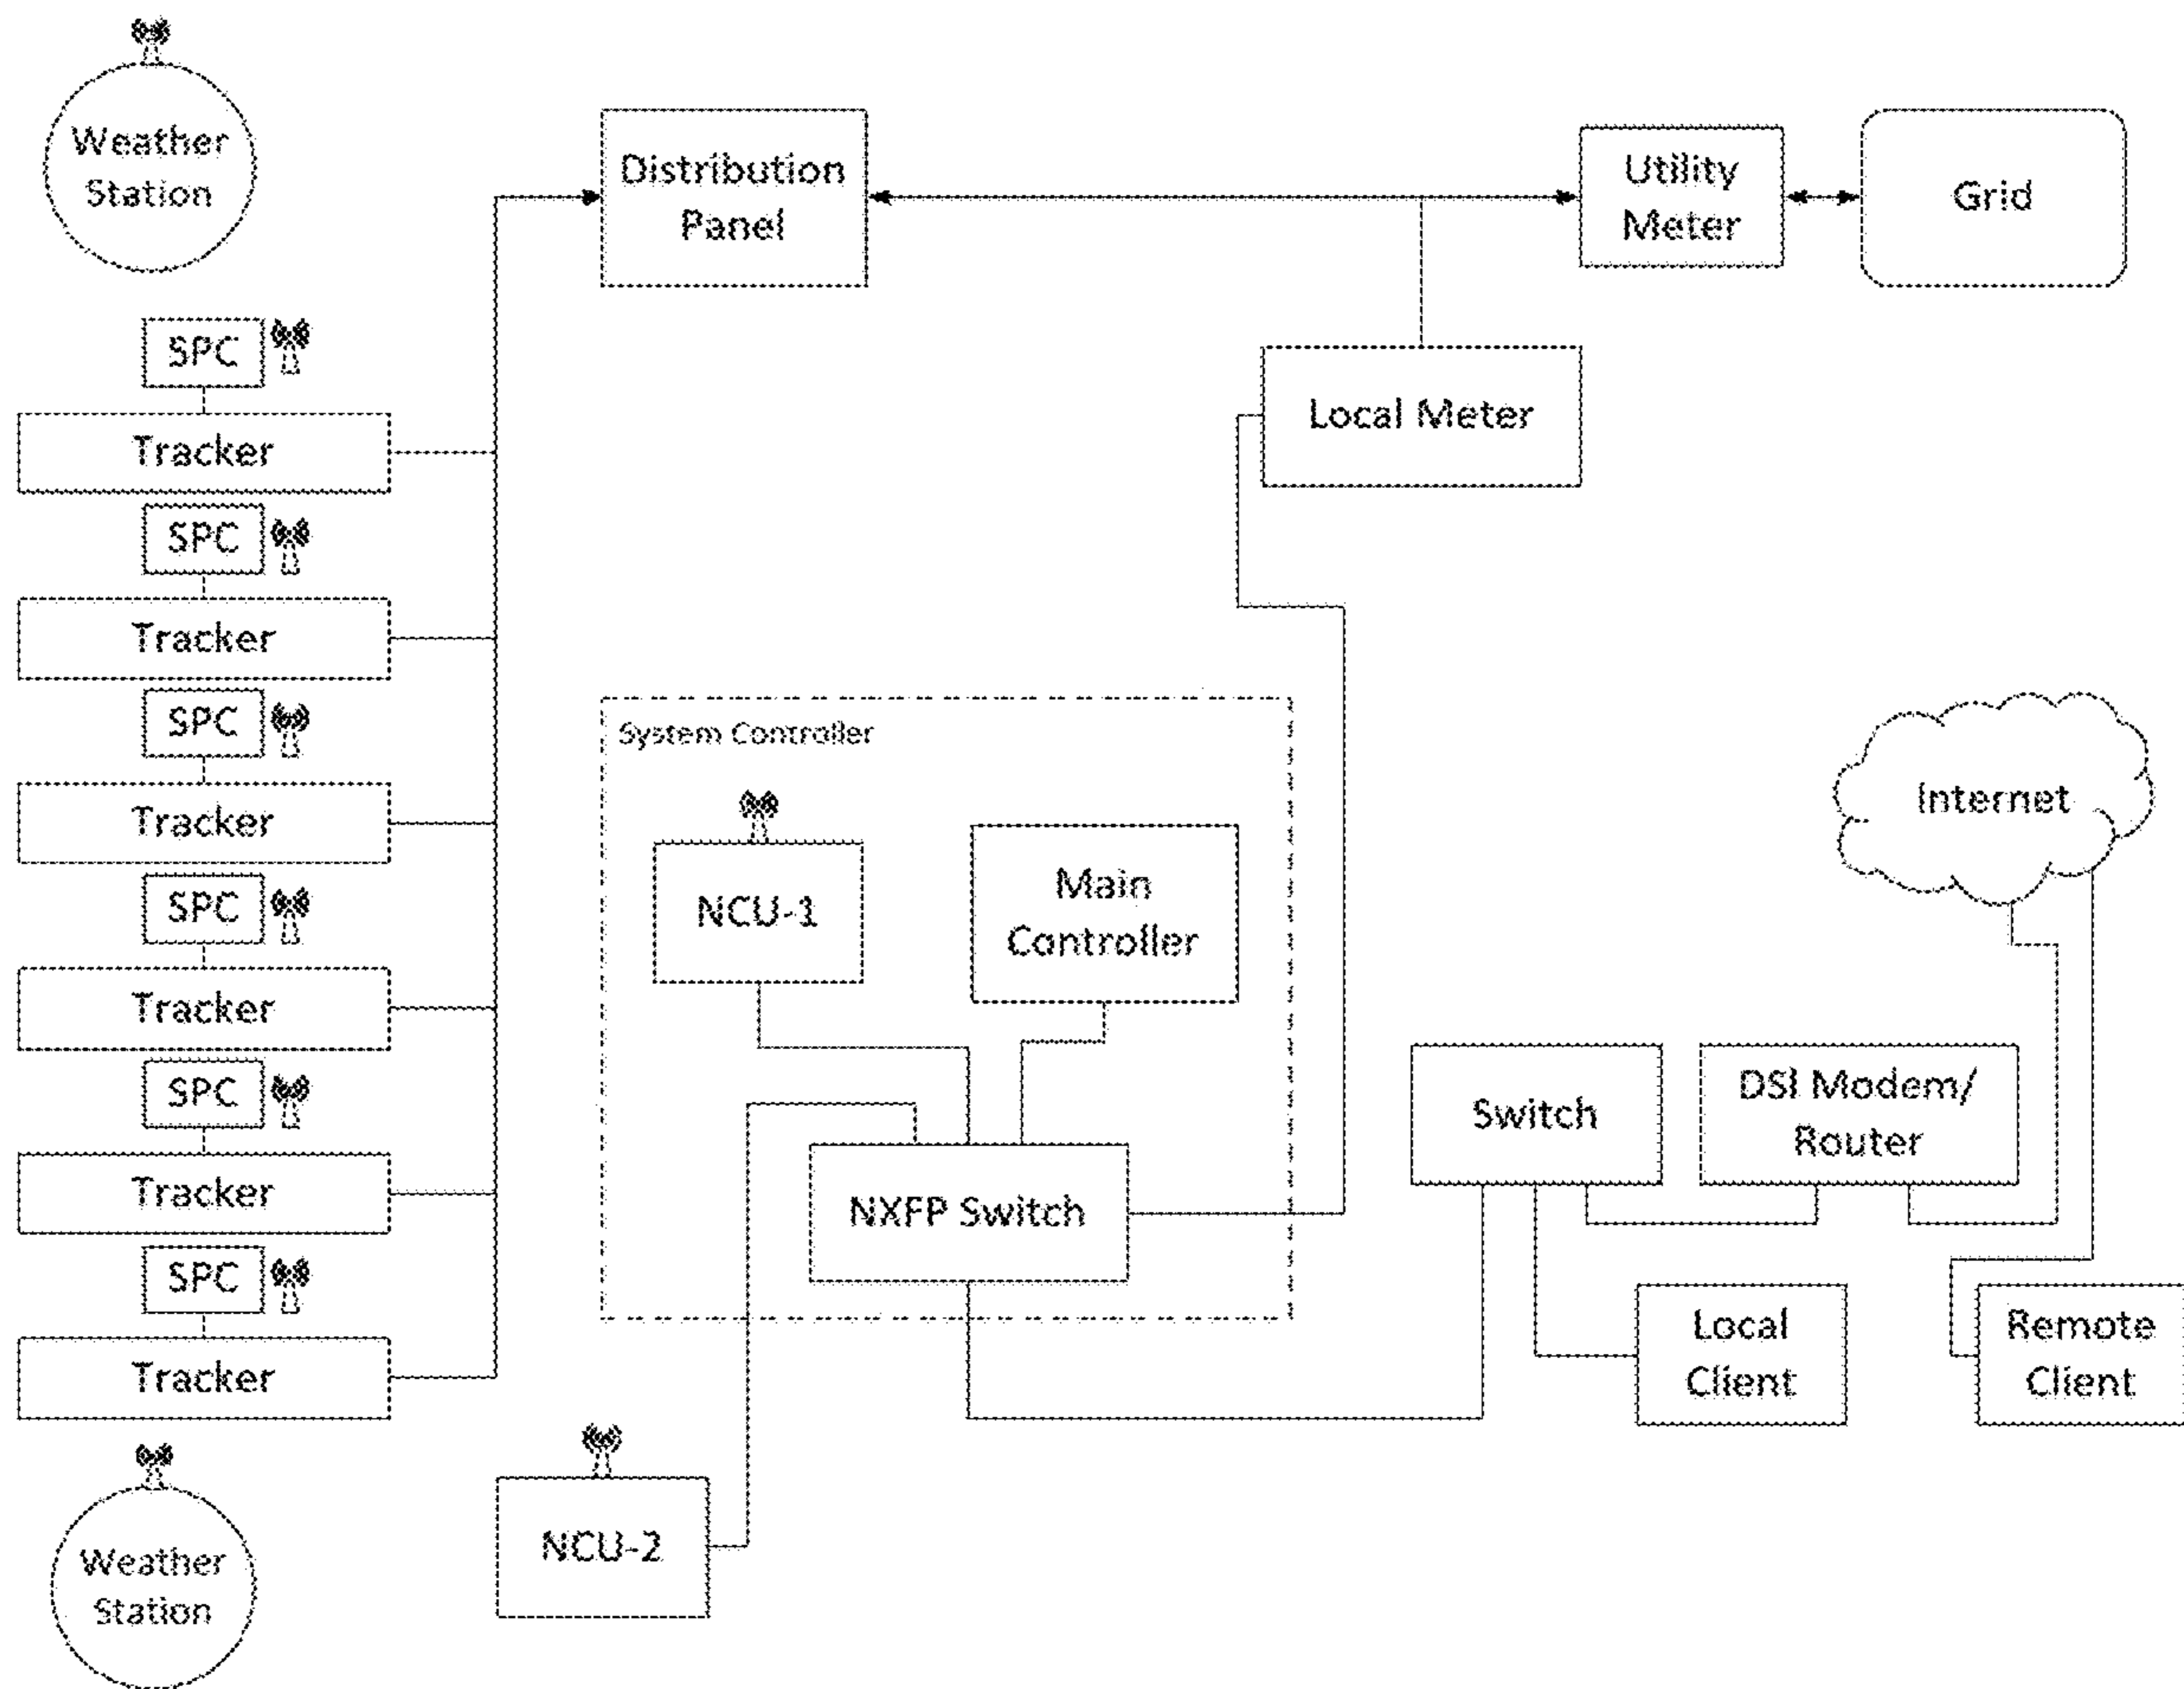 Weather
Station
Distribution
Panel
Utility
Meter
Grid
SPC
Tracker
Local Meter
SPC
Tracker
SPC
Tracker
System Controller
Internet
NCU-1
Main
Controller
SPC
Tracker
SPC
Tracker
Switch
DSl Modem/
Router
NXFP Switch
SPC
Tracker
Local
Client
Remote
Client
NCU-2
Weather
Station